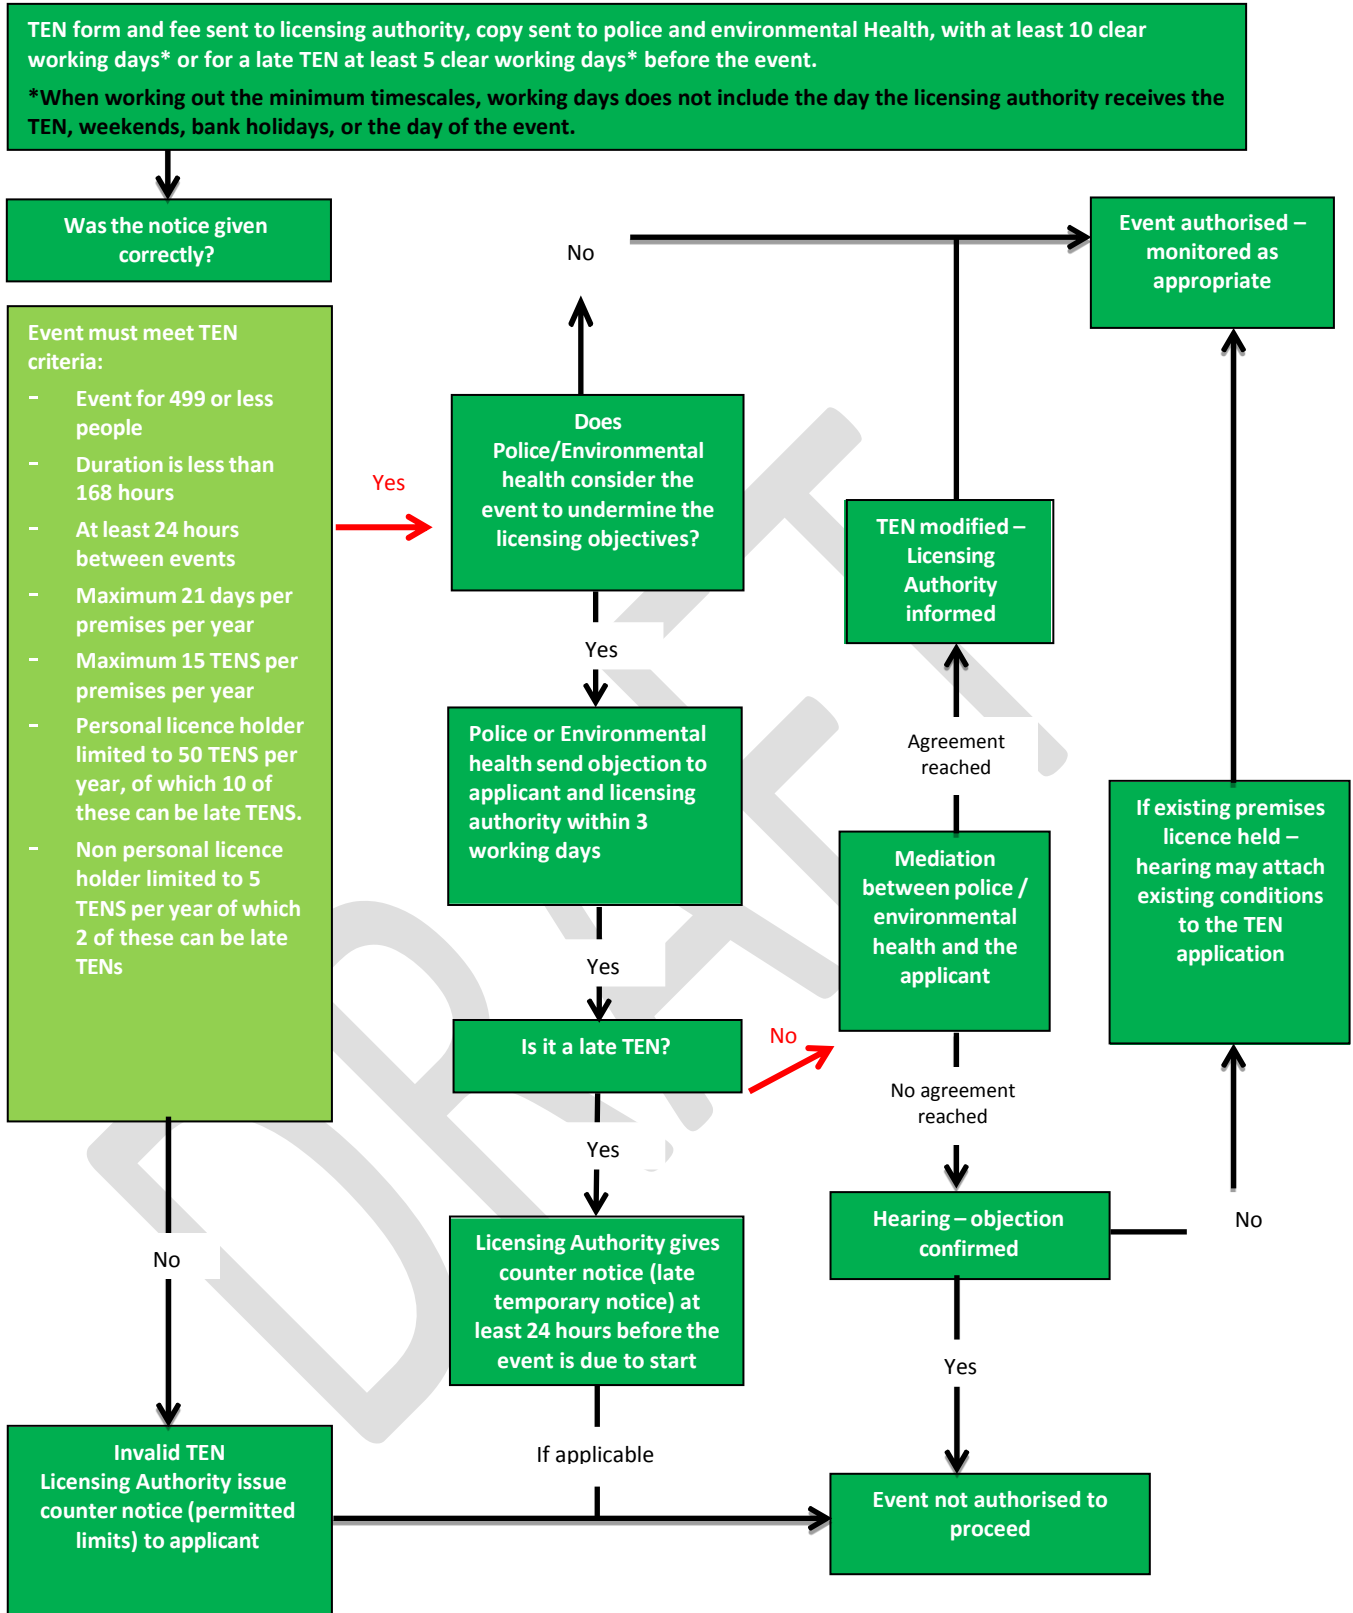 TEN form and fee sent to licensing authority, copy sent to police and environmental Health, with at least 10 clear
working days* or for a late TEN at least 5 clear working days* before the event.
*When working out the minimum timescales, working days does not include the day the licensing authority receives the
TEN, weekends, bank holidays, or the day of the event.
Was the notice given
correctly?
Event must meet TEN
criteria:
- Event for 499 or less
people
- Duration is less than
168 hours
- At least 24 hours
between events
- Maximum 21 days per
premises per year
- Maximum 15 TENS per
premises per year
- Personal licence holder
limited to 50 TENS per
year, of which 10 of
these can be late TENS.
- Non personal licence
holder limited to 5
TENS per year of which
2 of these can be late
TENs
Yes
No
Invalid TEN
Licensing Authority issue
counter notice (permitted
limits) to applicant
No
Does
Police/Environmental
health consider the
event to undermine the
licensing objectives?
Yes
Police or Environmental
health send objection to
applicant and licensing
authority within 3
working days
Yes
Is it a late TEN?
No
Yes
Licensing Authority gives
counter notice (late
temporary notice) at
least 24 hours before the
event is due to start
If applicable
TEN modified –
Licensing
Authority
informed
Agreement
reached
Mediation
between police /
environmental
health and the
applicant
No agreement
reached
Hearing – objection
confirmed
Yes
Event not authorised to
proceed
Event authorised –
monitored as
appropriate
If existing premises
licence held –
hearing may attach
existing conditions
to the TEN
application
No
DRAFT